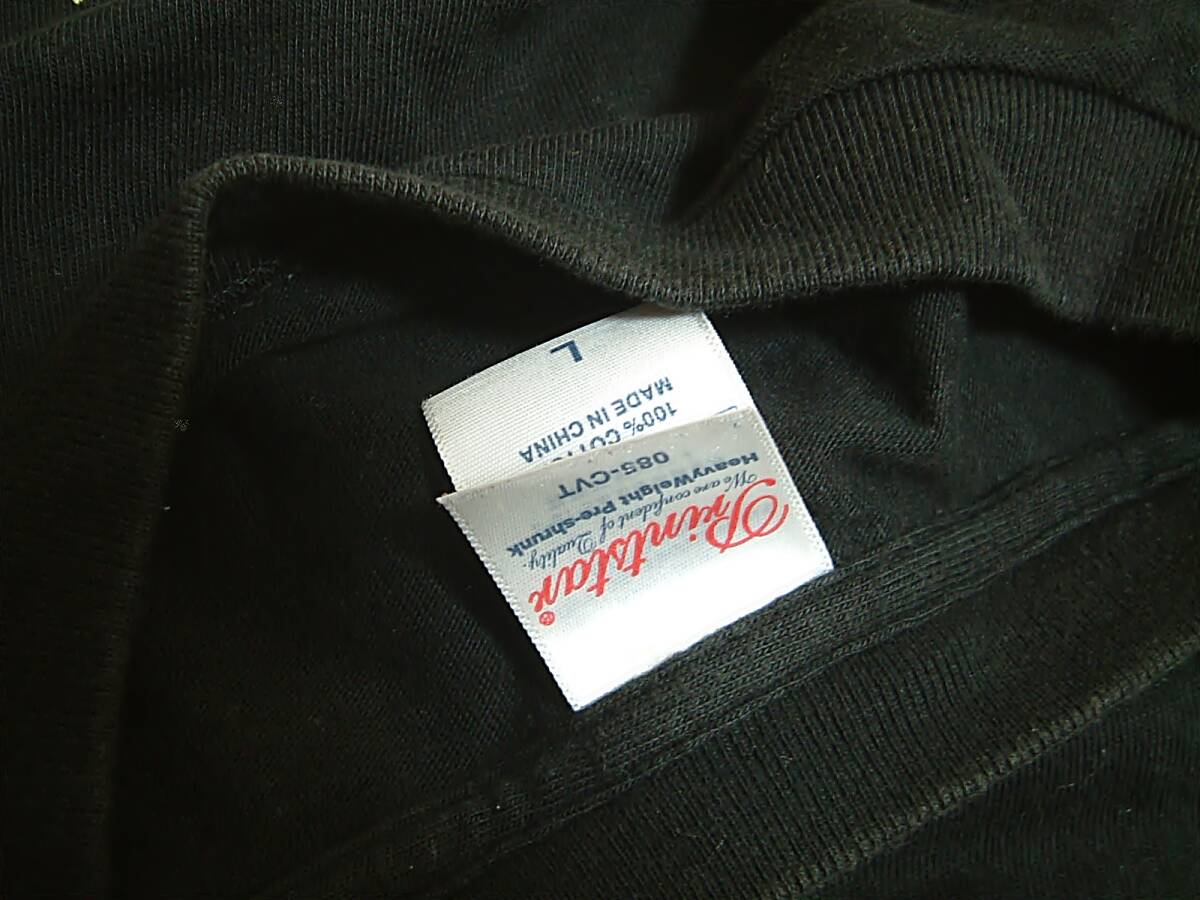 Printstar®
We are confident of Quality.
HeavyWeight Pre-shrunk
085-CVT
100%
MADE IN CHINA
L